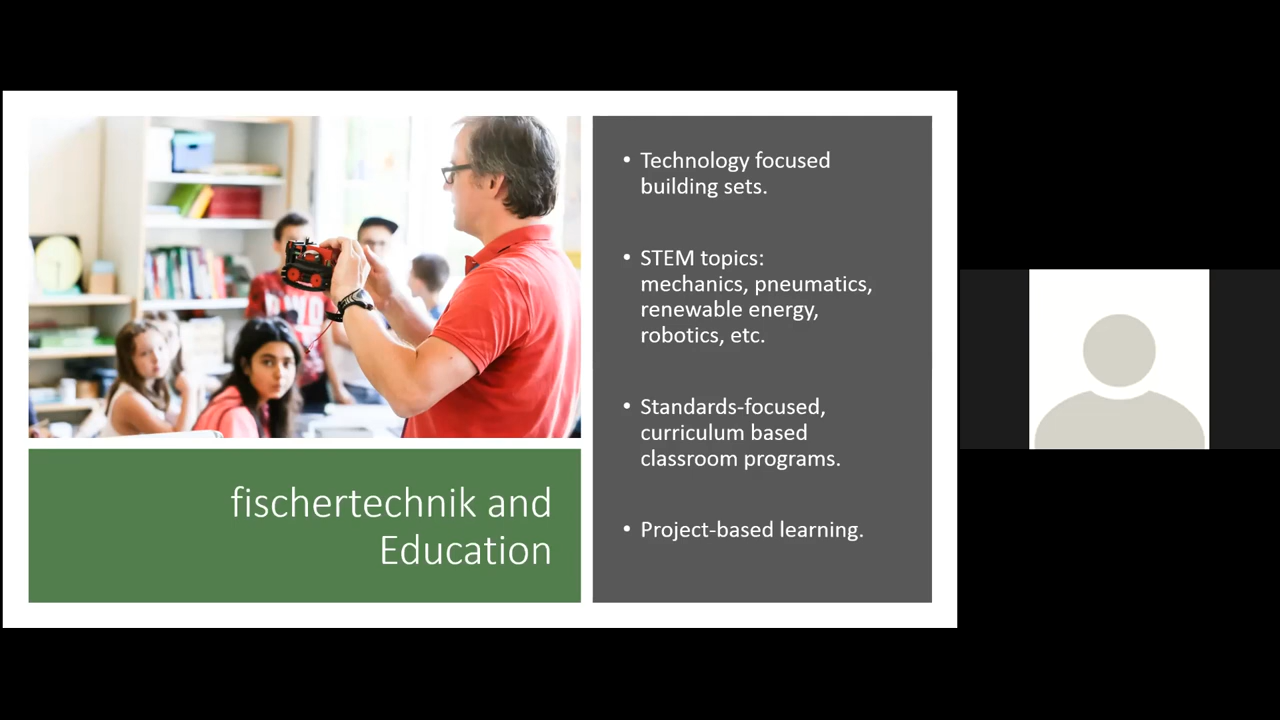 fischertechnik and
Education
• Technology focused
building sets.
• STEM topics:
mechanics, pneumatics,
renewable energy,
robotics, etc.
• Standards-focused,
curriculum based
classroom programs.
• Project-based learning.